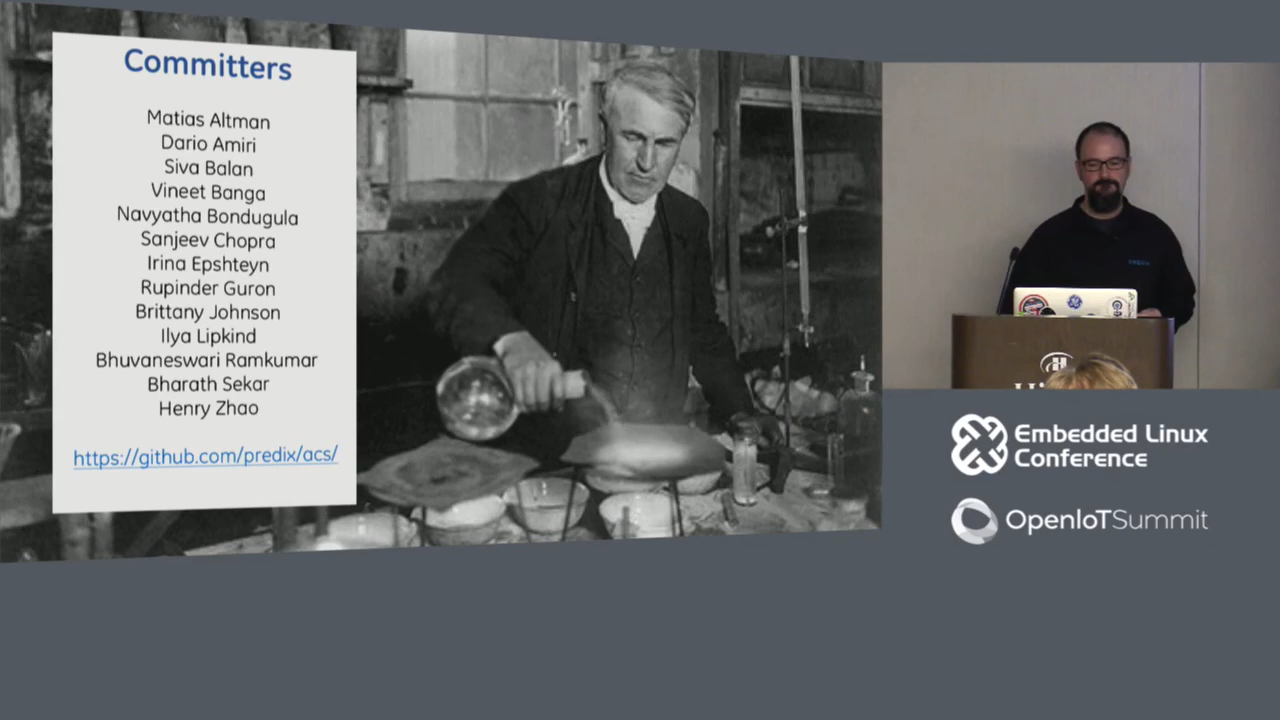 Committers
Matias Altman
Dario Amiri
Siva Balan
Vineet Banga
Navyatha Bondugula
Sanjeev Chopra
Irina Epshteyn
Rupinder Guron
Brittany Johnson
Ilya Lipkind
Bhuvaneswari Ramkumar
Bharath Sekar
Henry Zhao
https://github.com/predix/acs/
Embedded Linux
Conference
OpenIoTSummit